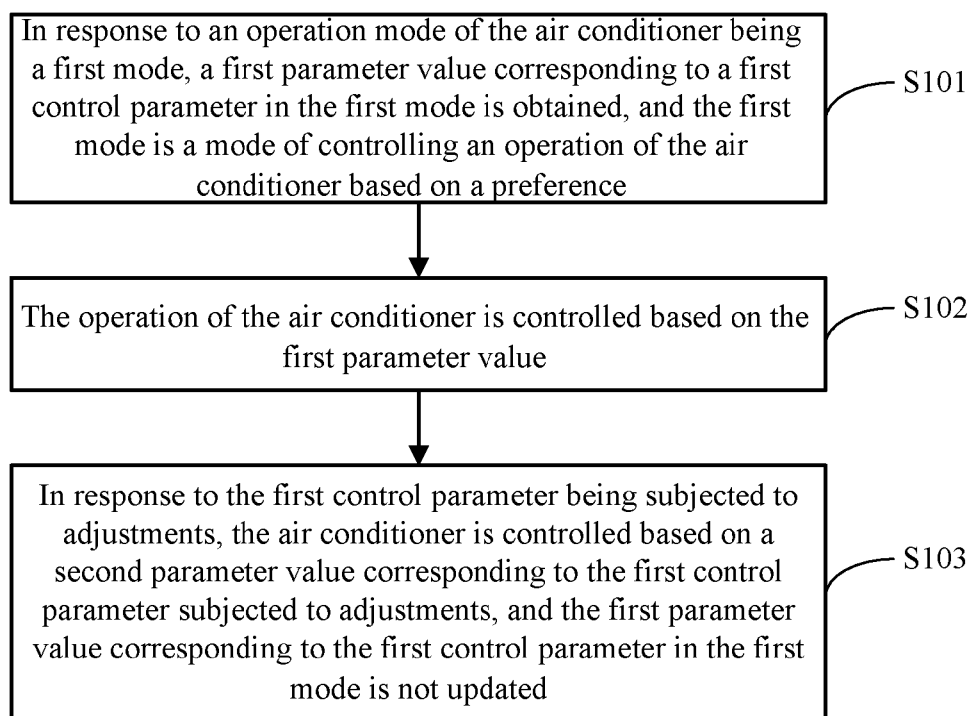 In response to an operation mode of the air conditioner being
a first mode, a first parameter value corresponding to a first
control parameter in the first mode is obtained, and the first
mode is a mode of controlling an operation of the air
conditioner based on a preference
S101
The operation of the air conditioner is controlled based on the
first parameter value
S102
In response to the first control parameter being subjected to
adjustments, the air conditioner is controlled based on a
second parameter value corresponding to the first control
parameter subjected to adjustments, and the first parameter
value corresponding to the first control parameter in the first
mode is not updated
S103